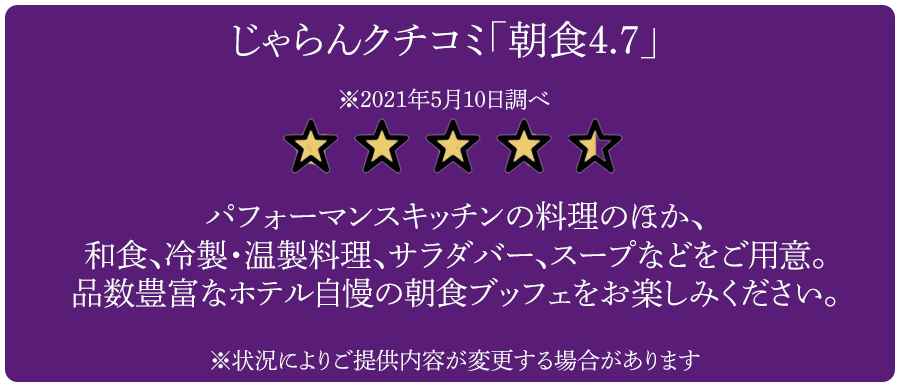 じゃらんクチコミ「朝食4.7」
※2021年5月10日調べ
パフォーマンスキッチンの料理のほか、
和食、冷製・温製料理、サラダバー、スープなどをご用意。
品数豊富なホテル自慢の朝食ブッフェをお楽しみください。
※状況によりご提供内容が変更する場合があります